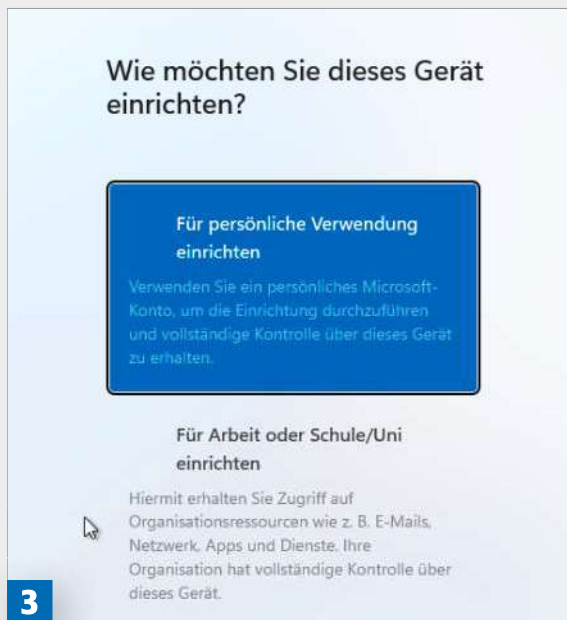 Wie möchten Sie dieses Gerät
einrichten?
Für persönliche Verwendung
einrichten
Verwenden Sie ein persönliches Microsoft-
Konto, um die Einrichtung durchzuführen
und vollständige Kontrolle über dieses Gerät
zu erhalten.
Für Arbeit oder Schule/Uni
einrichten
Hiermit erhalten Sie Zugriff auf
Organisationsressourcen wie z. B. E-Mails,
Netzwerk, Apps und Dienste. Ihre
Organisation hat vollständige Kontrolle über
dieses Gerät.
3